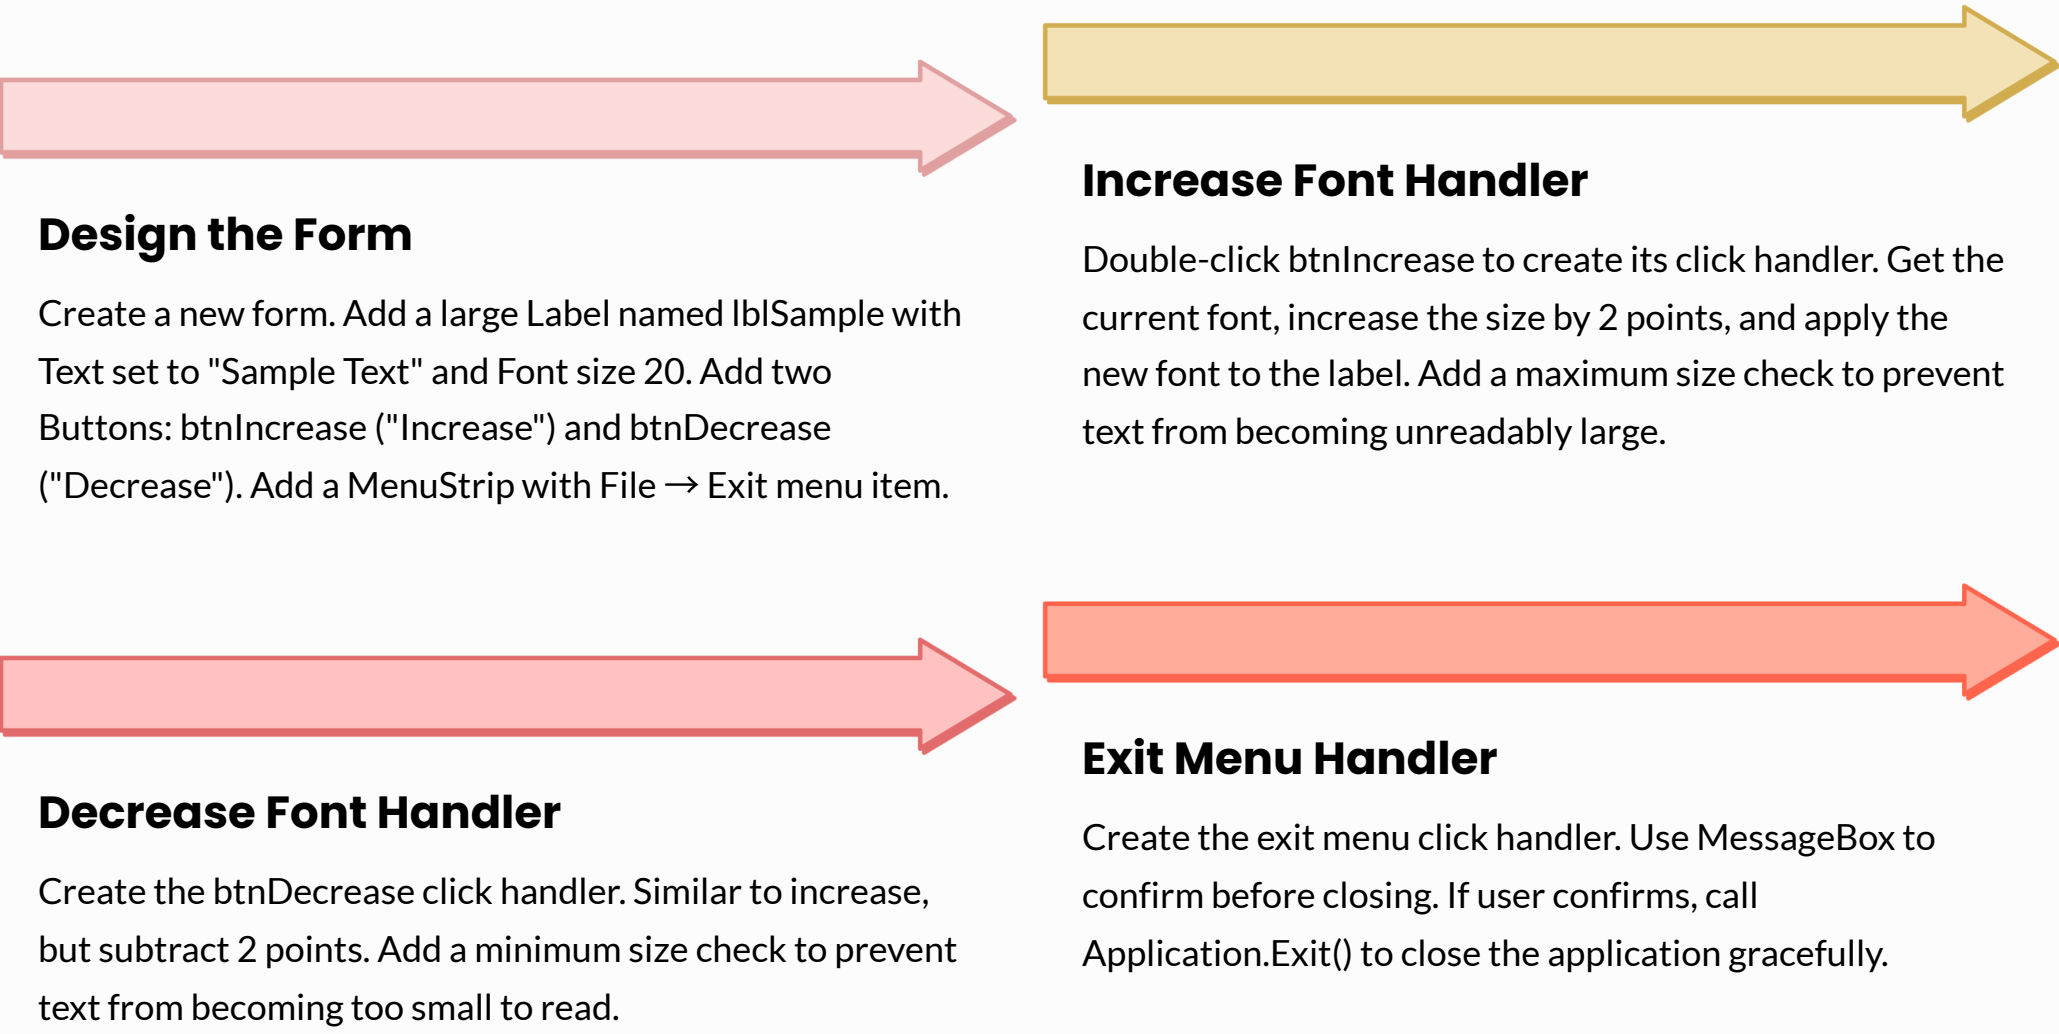 Design the Form
Create a new form. Add a large Label named lblSample with
Text set to "Sample Text" and Font size 20. Add two
Buttons: btnIncrease ("Increase") and btnDecrease
("Decrease"). Add a MenuStrip with File → Exit menu item.
Increase Font Handler
Double-click btnIncrease to create its click handler. Get the
current font, increase the size by 2 points, and apply the
new font to the label. Add a maximum size check to prevent
text from becoming unreadably large.
Decrease Font Handler
Create the btnDecrease click handler. Similar to increase,
but subtract 2 points. Add a minimum size check to prevent
text from becoming too small to read.
Exit Menu Handler
Create the exit menu click handler. Use MessageBox to
confirm before closing. If user confirms, call
Application.Exit() to close the application gracefully.